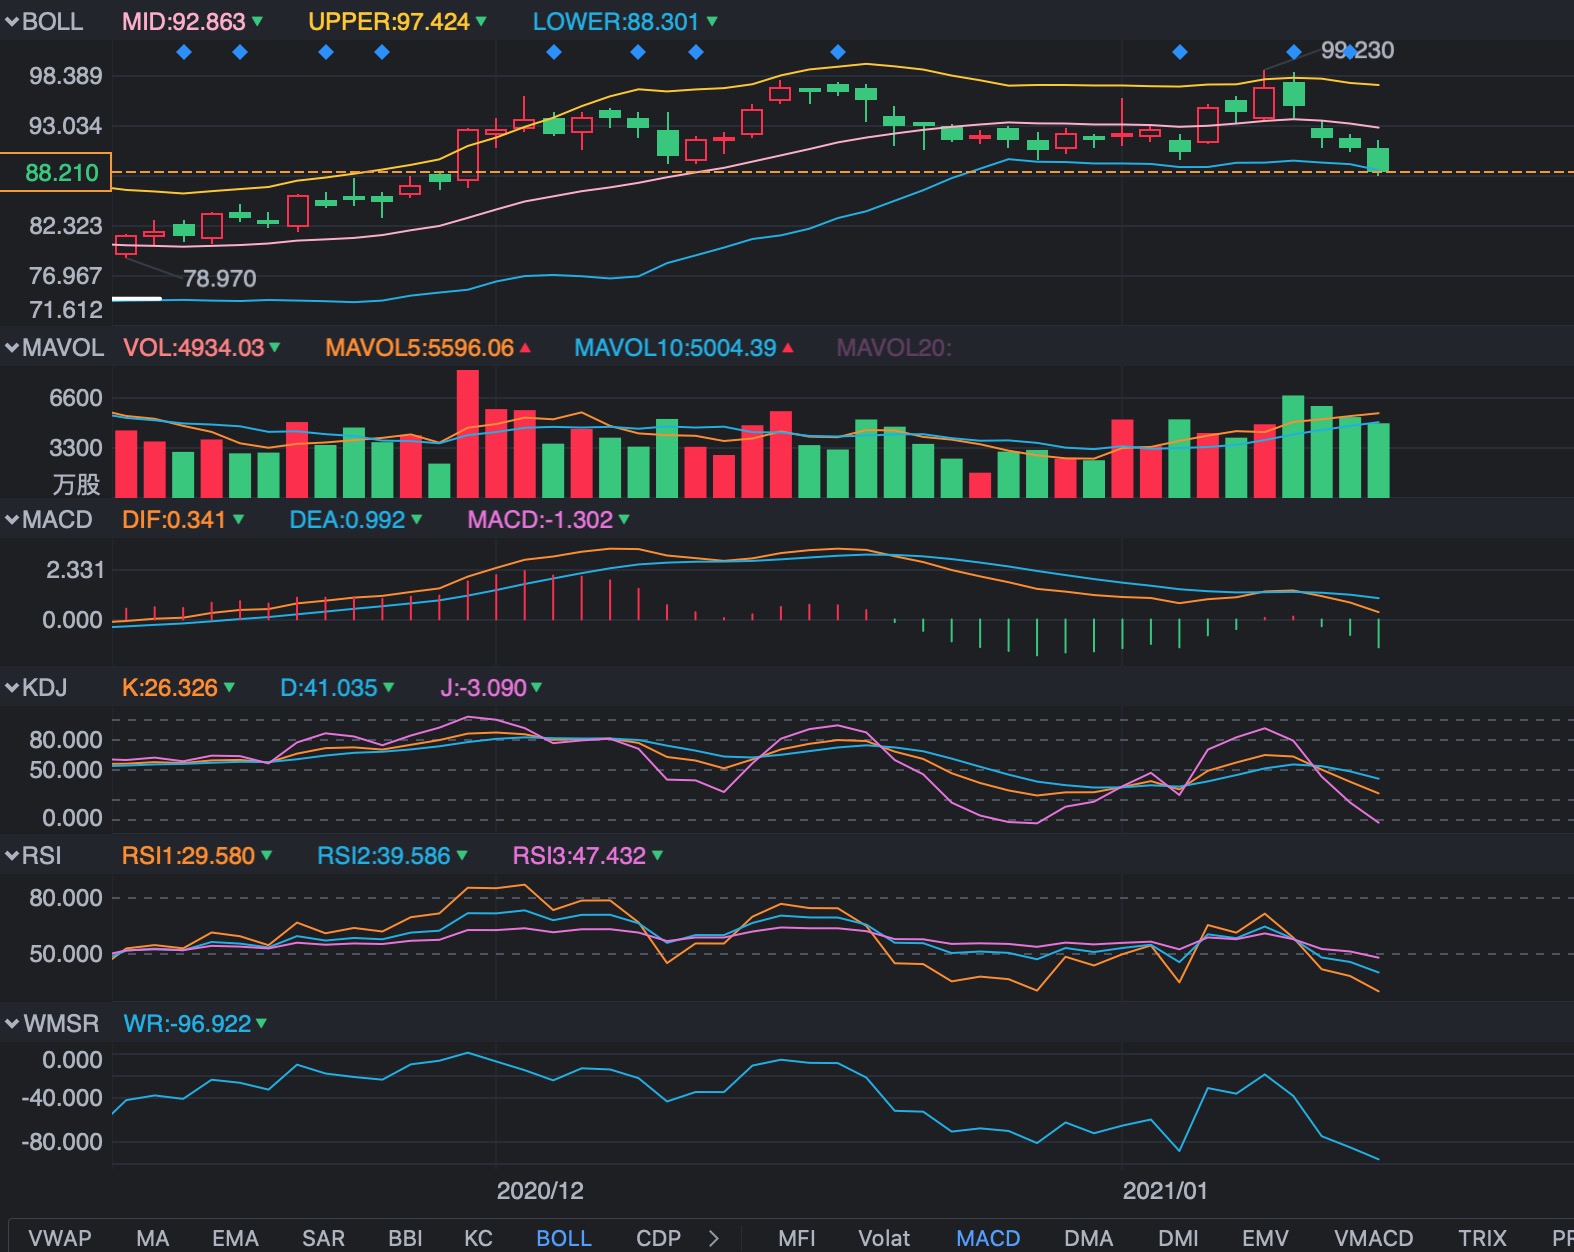 BOLL MID:92.863 UPPER:97.424 LOWER:88.301
99.230
98.389
93.034
88.210
82.323
78.970
76.967
71.612
MAVOL VOL:4934.03 MAVOL5:5596.06 MAVOL10:5004.39 MAVOL20:
6600
3300
万股
MACD DIF:0.341 DEA:0.992 MACD:-1.302
2.331
0.000
KDJ K:26.326 D:41.035 J:-3.090
80.000
50.000
0.000
RSI RSI1:29.580 RSI2:39.586 RSI3:47.432
80.000
50.000
WMSR WR:-96.922
0.000
-40.000
-80.000
2020/12 2021/01
VWAP MA EMA SAR BBI KC BOLL CDP MFI Volat MACD DMA DMI EMV VMACD TRIX